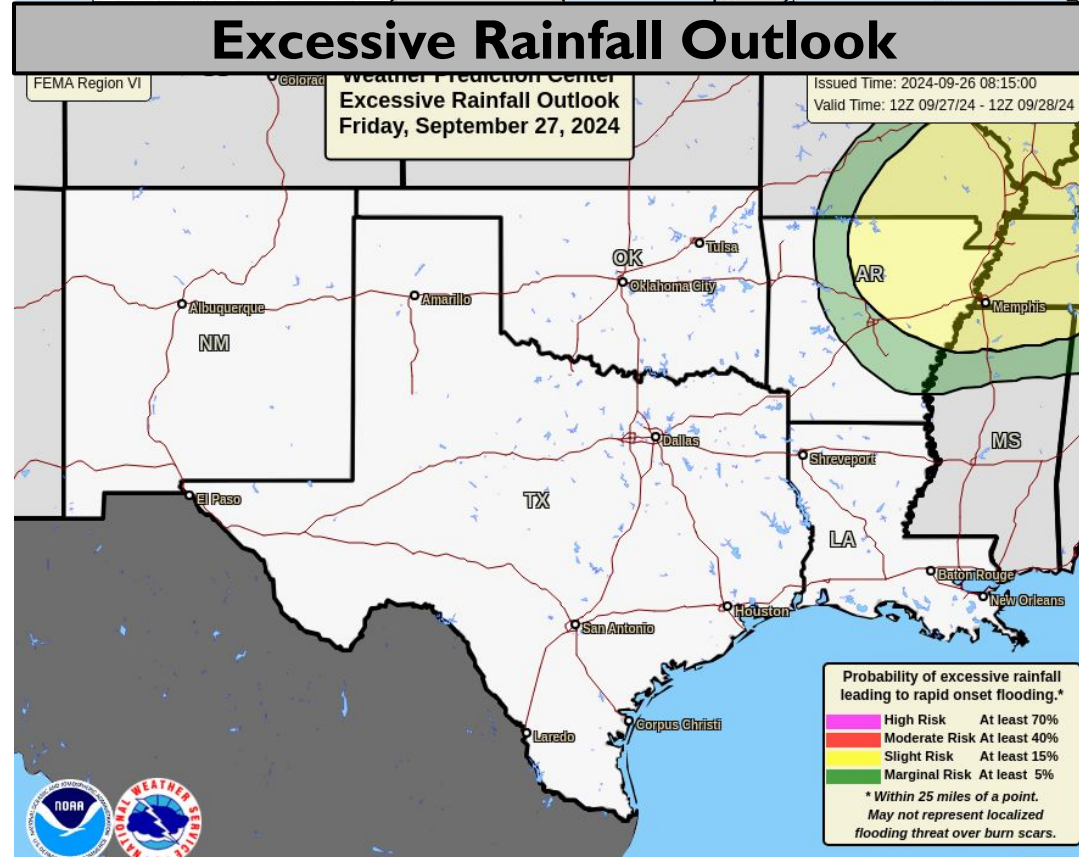 Excessive Rainfall Outlook
FEMA Region VI
Weather Prediction Center
Excessive Rainfall Outlook
Friday, September 27, 2024
Issued Time: 2024-09-26 08:15:00
Valid Time: 12Z 09/27/24 - 12Z 09/28/24
Colorad
Tulsa
OK
Oklahoma City
AR
Albuquerque
Amarillo
Memphis
NM
Dallas
MS
Shreveport
El Paso
TX
LA
Baton Rouge
New Orleans
Houston
San Antonio
Corpus Christi
Laredo
Probability of excessive rainfall
leading to rapid onset flooding.*
High Risk At least 70%
Moderate Risk At least 40%
Slight Risk At least 15%
Marginal Risk At least 5%
* Within 25 miles of a point.
May not represent localized
flooding threat over burn scars.
NOAA
NATIONAL WEATHER SERVICE